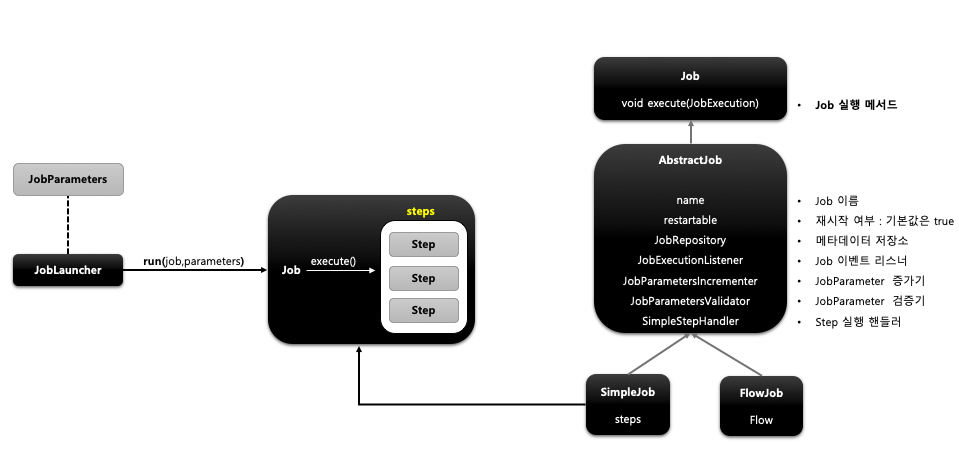 JobParameters
JobLauncher
run(job,parameters)
Job
execute()
steps
Step
Step
Step
Job
void execute(JobExecution)
• Job 실행 메서드
AbstractJob
name
• Job 이름
restartable
• 재시작 여부 : 기본값은 true
JobRepository
• 메타데이터 저장소
JobExecutionListener
• Job 이벤트 리스너
JobParametersIncrementer
• JobParameter 증가기
JobParametersValidator
• JobParameter 검증기
SimpleStepHandler
• Step 실행 핸들러
SimpleJob
steps
FlowJob
Flow